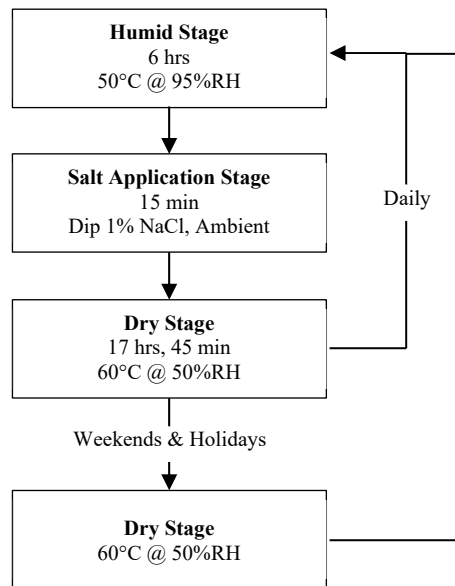 Humid Stage
6 hrs
50°C @ 95%RH
Salt Application Stage
15 min
Dip 1% NaCl, Ambient
Daily
Dry Stage
17 hrs, 45 min
60°C @ 50%RH
Weekends & Holidays
Dry Stage
60°C @ 50%RH